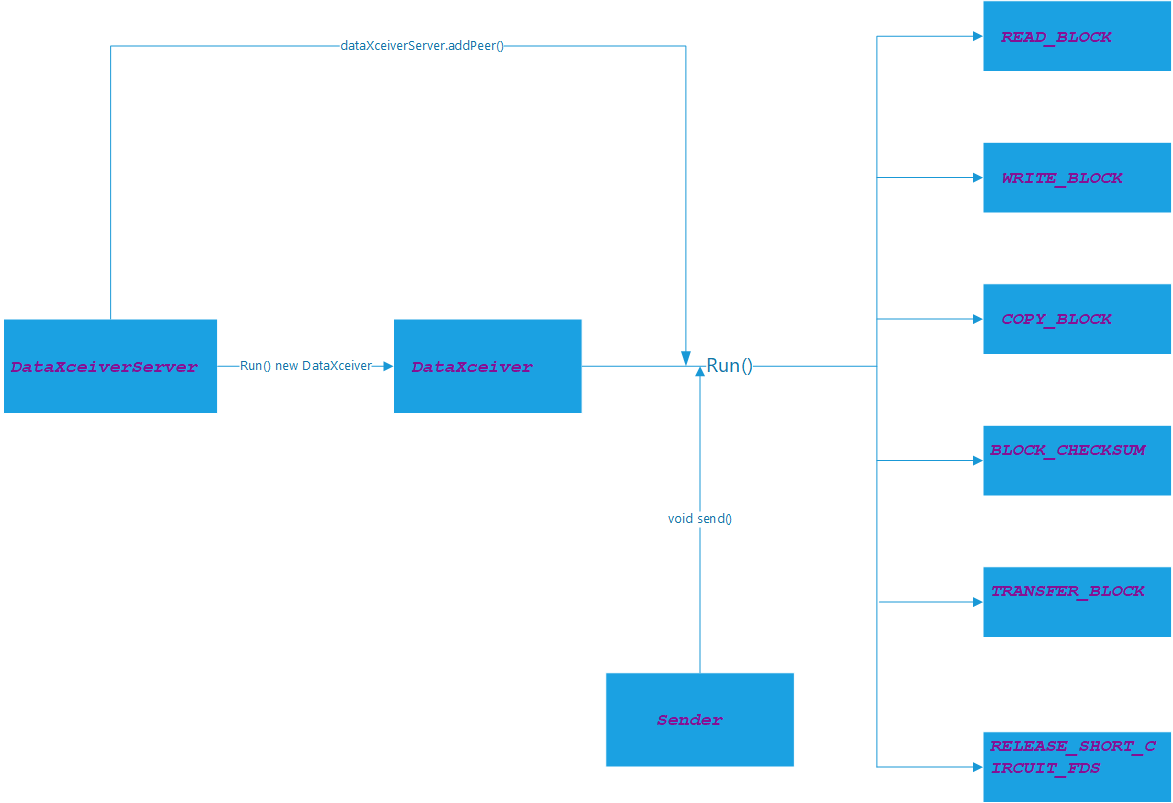 dataXceiverServer.addPeer()
READ_BLOCK
WRITE_BLOCK
COPY_BLOCK
DataXceiverServer
Run() new DataXceiver
DataXceiver
Run()
BLOCK_CHECKSUM
void send()
TRANSFER_BLOCK
Sender
RELEASE_SHORT_C
IRCUIT_FDS